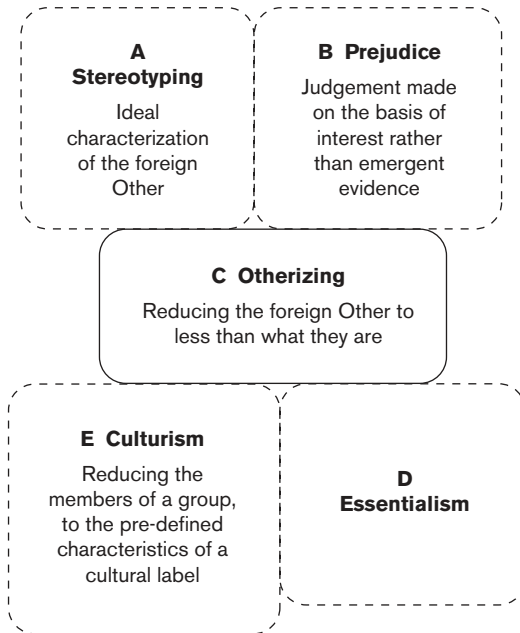 A
Stereotyping
Ideal
characterization
of the foreign
Other
B Prejudice
Judgement made
on the basis of
interest rather
than emergent
evidence
C Otherizing
Reducing the foreign Other to
less than what they are
E Culturism
Reducing the
members of a group,
to the pre-defined
characteristics of a
cultural label
D
Essentialism